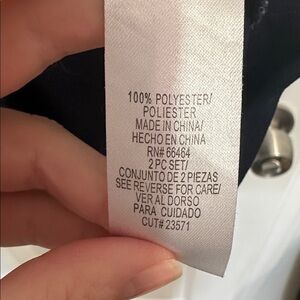 100% POLYESTER/
POLIESTER
MADE IN CHINA/
HECHO EN CHINA
RN# 66464
2 PC SET/
CONJUNTO DE 2 PIEZAS
SEE REVERSE FOR CARE/
VER AL DORSO
PARA CUIDADO
CUT# 23571